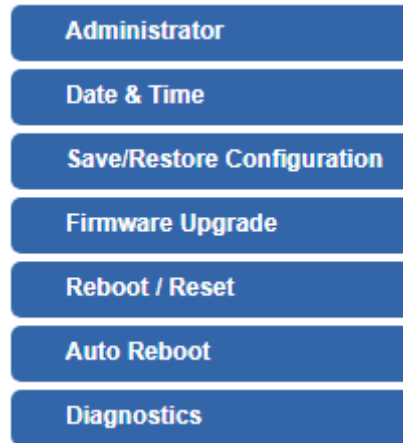 Administrator
Date & Time
Save/Restore Configuration
Firmware Upgrade
Reboot / Reset
Auto Reboot
Diagnostics